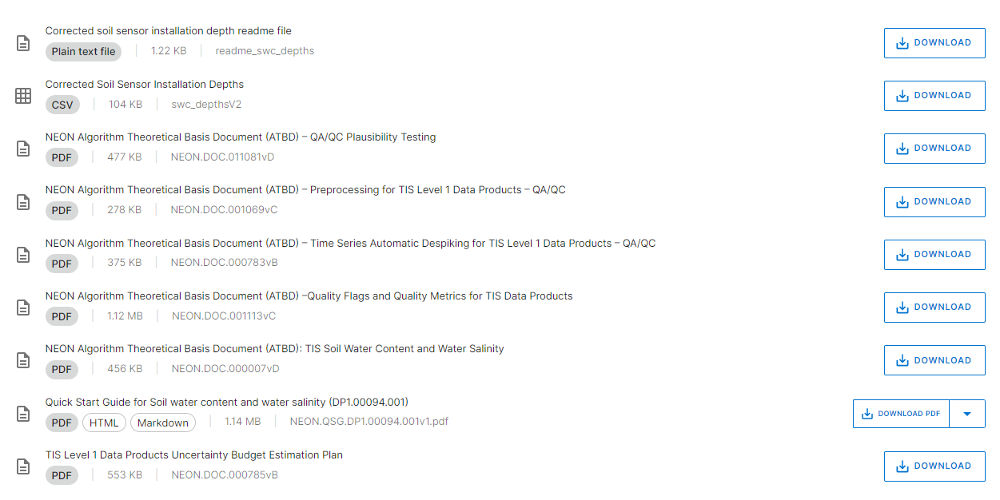 Corrected soil sensor installation depth readme file
Plain text file 1.22 KB readme_swc_depths
DOWNLOAD
Corrected Soil Sensor Installation Depths
CSV 104 KB swc_depthsV2
DOWNLOAD
NEON Algorithm Theoretical Basis Document (ATBD) – QA/QC Plausibility Testing
PDF 477 KB NEON.DOC.011081vD
DOWNLOAD
NEON Algorithm Theoretical Basis Document (ATBD) – Preprocessing for TIS Level 1 Data Products – QA/QC
PDF 278 KB NEON.DOC.001069vC
DOWNLOAD
NEON Algorithm Theoretical Basis Document (ATBD) – Time Series Automatic Despiking for TIS Level 1 Data Products – QA/QC
PDF 375 KB NEON.DOC.000783vB
DOWNLOAD
NEON Algorithm Theoretical Basis Document (ATBD) –Quality Flags and Quality Metrics for TIS Data Products
PDF 1.12 MB NEON.DOC.001113vC
DOWNLOAD
NEON Algorithm Theoretical Basis Document (ATBD): TIS Soil Water Content and Water Salinity
PDF 456 KB NEON.DOC.000007vD
DOWNLOAD
Quick Start Guide for Soil water content and water salinity (DP1.00094.001)
PDF HTML Markdown 1.14 MB NEON.QSG.DP1.00094.001v1.pdf
DOWNLOAD PDF
TIS Level 1 Data Products Uncertainty Budget Estimation Plan
PDF 553 KB NEON.DOC.000785vB
DOWNLOAD